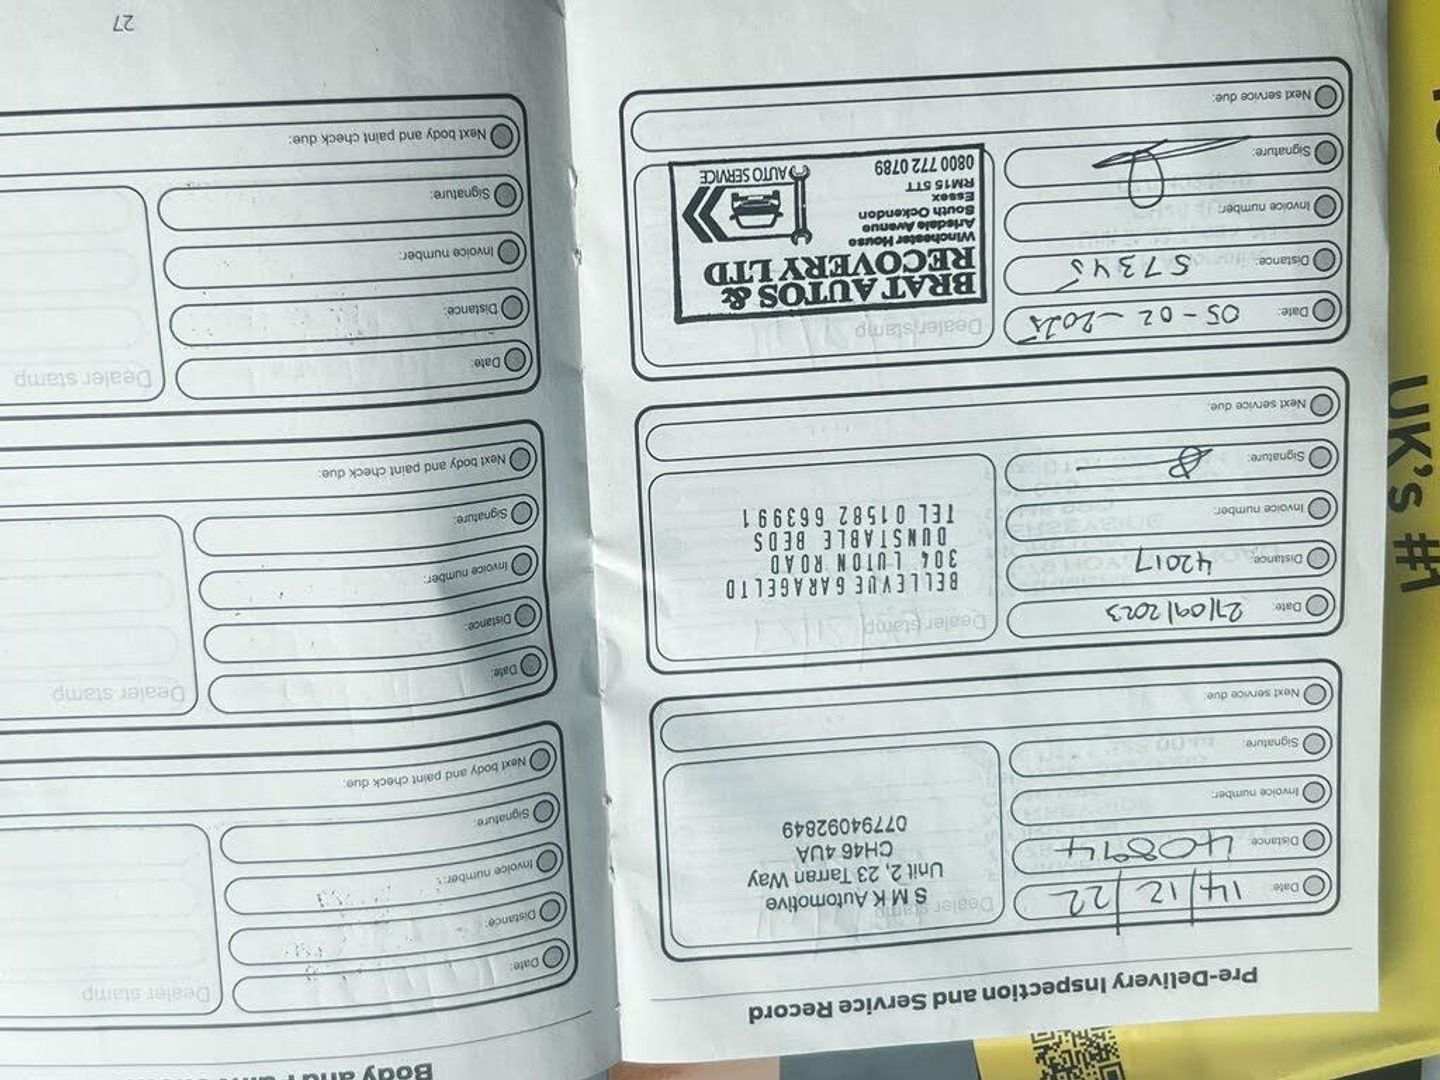 Pre-Delivery Inspection and Service Record
Date: 14/12/22
Distance: 40894
Invoice number:
Signature:
Next service due:
Dealer stamp
S M K Automotive
Unit 2, 23 Tarran Way
CH46 4UA
07794092849
Date: 27/09/2023
Distance: 42017
Invoice number:
Signature:
Next service due:
Dealer stamp
BELLEVUE GARAGE LTD
304 LUTON ROAD
DUNSTABLE BEDS
TEL 01582 663991
Date: 05-02-2025
Distance: 57345
Invoice number:
Signature:
Next service due:
Dealer stamp
BRAT AUTOS &
RECOVERY LTD
Winchester House
Arisdale Avenue
South Ockendon
Essex
RM15 5TT
0800 772 0789
AUTO SERVICE
Body and
Date:
Distance:
Invoice number:
Signature:
Next body and paint check due:
Dealer stamp
Date:
Distance:
Invoice number:
Signature:
Next body and paint check due:
Dealer stamp
Date:
Distance:
Invoice number:
Signature:
Next body and paint check due:
Dealer stamp
27
UK's #1